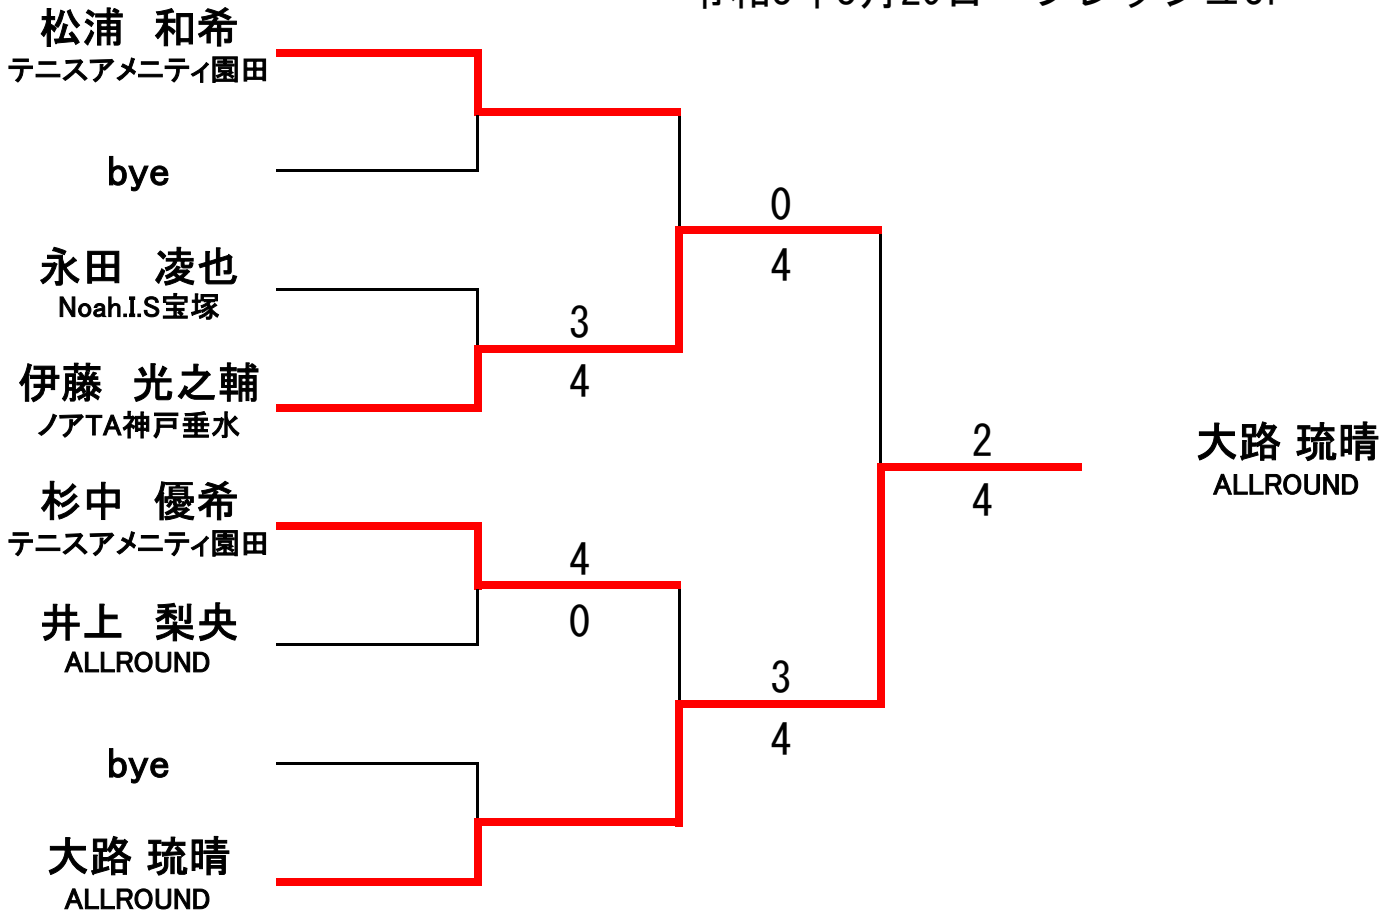 松浦 和希
テニスアメニティ園田
bye
永田 凌也
Noah.I.S宝塚
伊藤 光之輔
ノアTA神戸垂水
杉中 優希
テニスアメニティ園田
井上 梨央
ALLROUND
bye
大路 琉晴
ALLROUND
3
4
4
0
0
4
3
4
2
4
大路 琉晴
ALLROUND